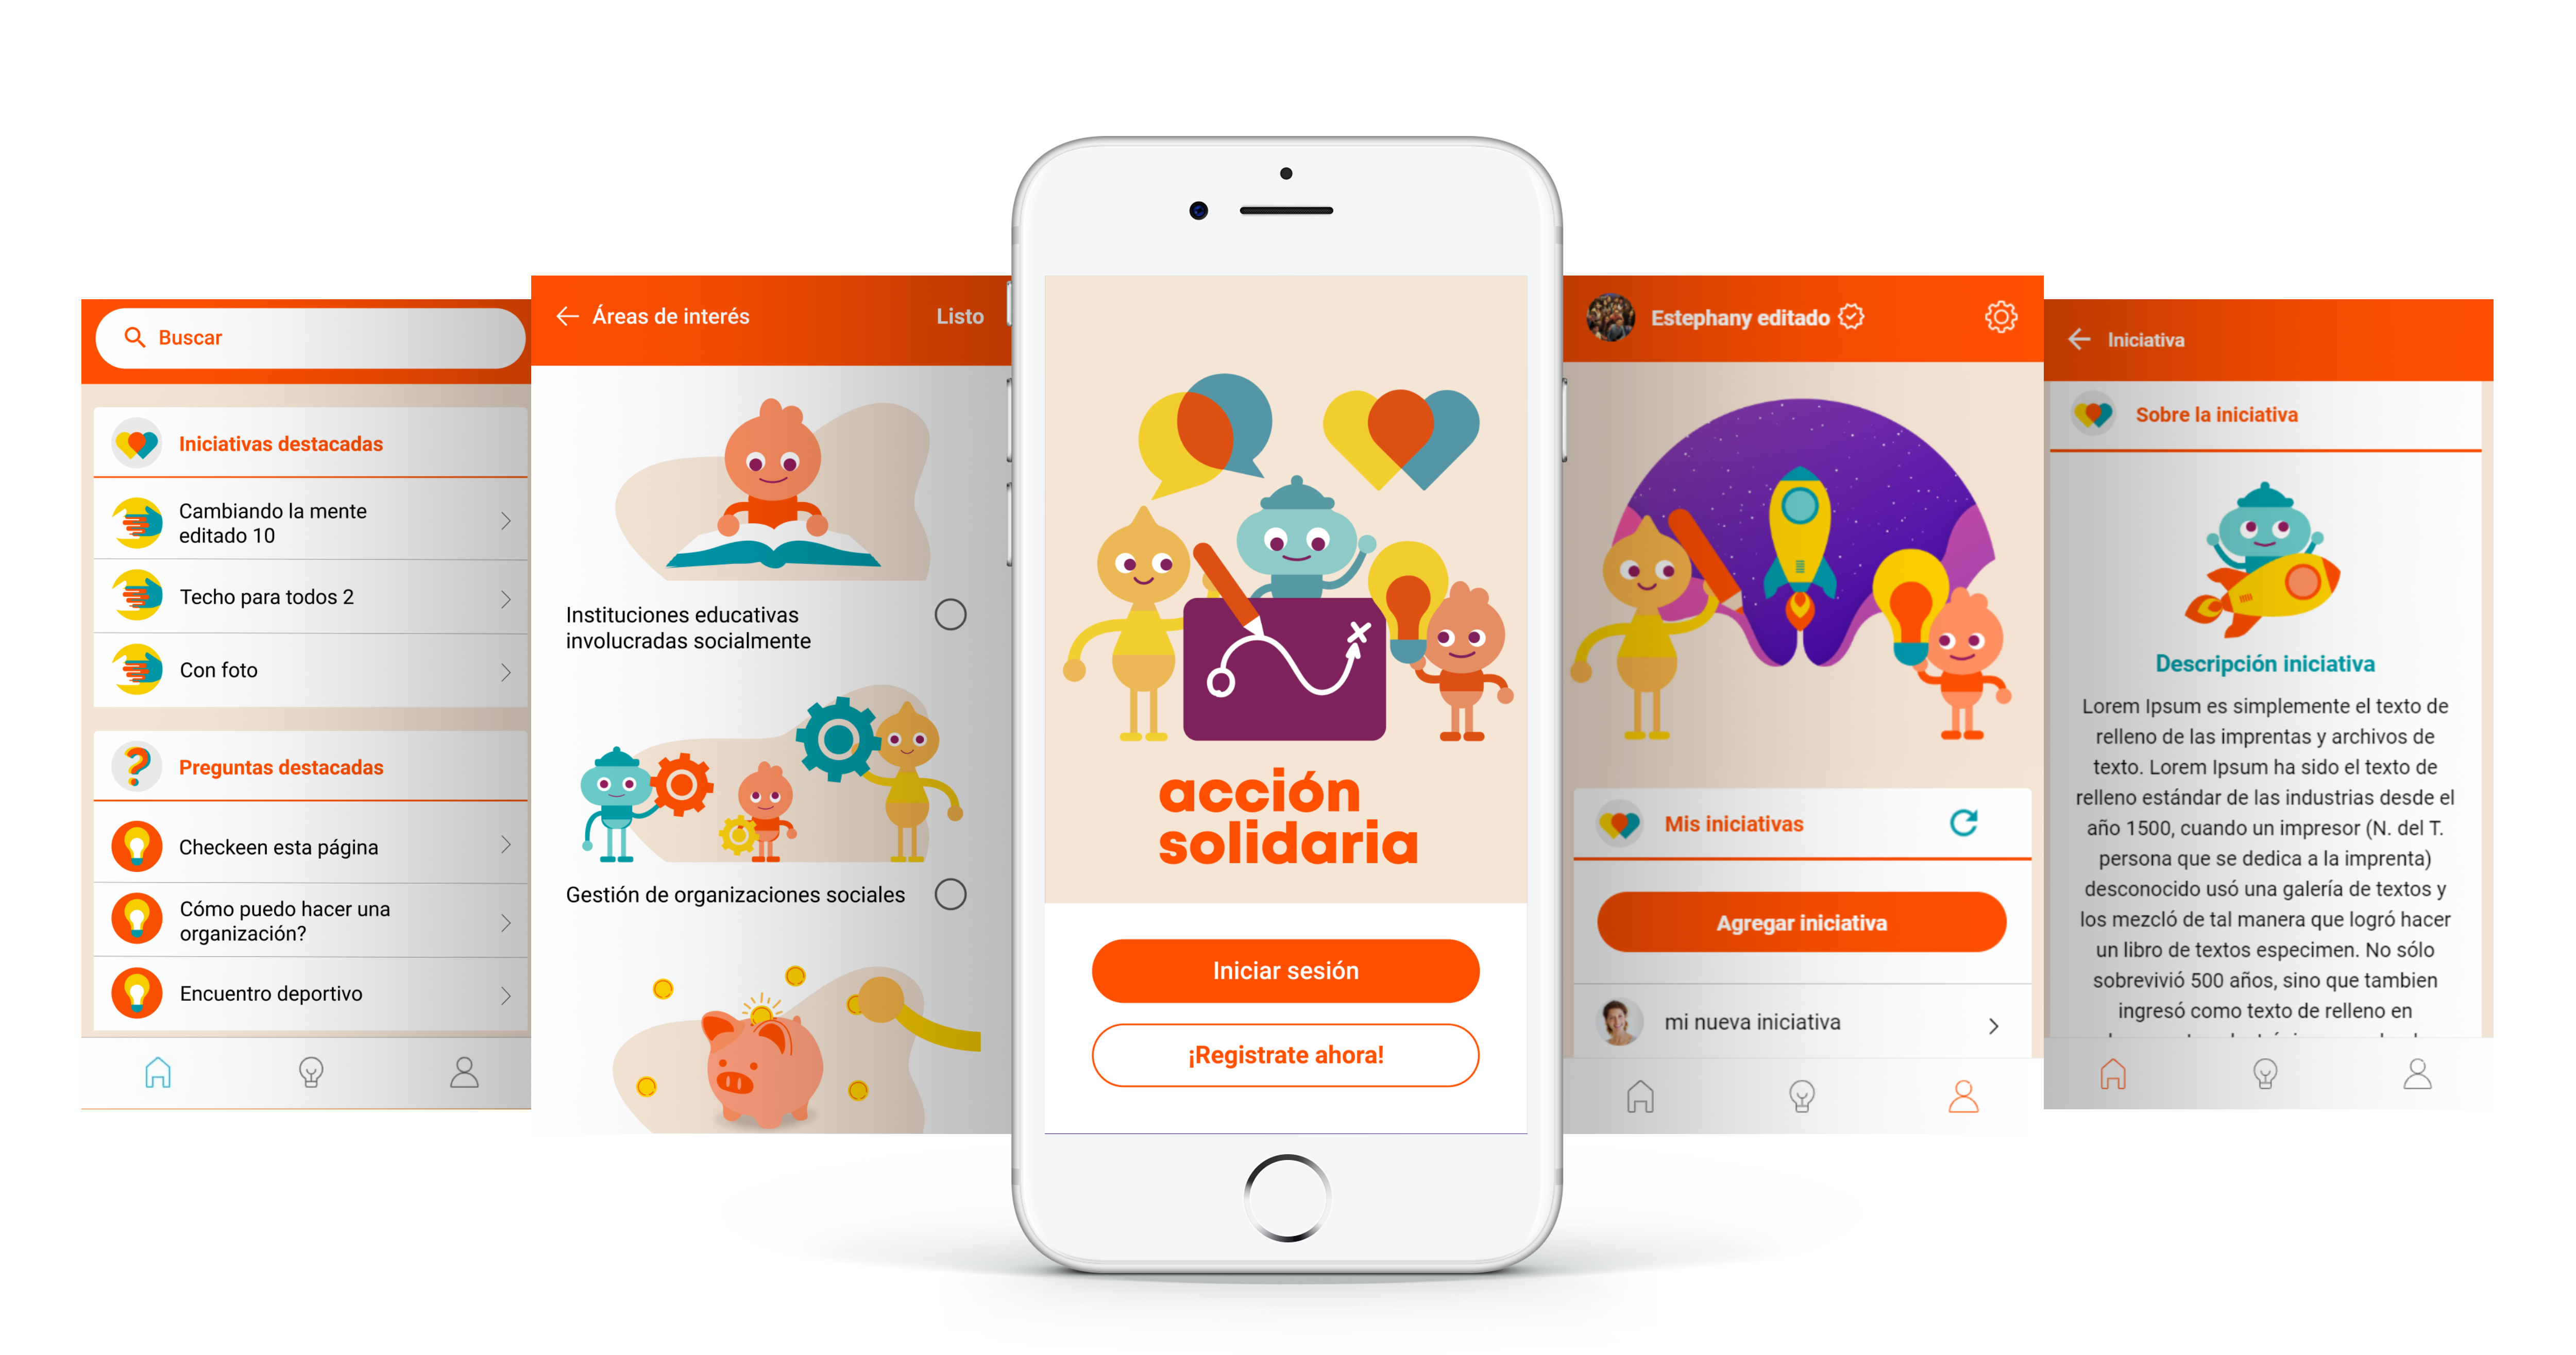 Buscar
Iniciativas destacadas
Cambiando la mente
editado 10
Techo para todos 2
Con foto
Preguntas destacadas
Checkeen esta página
Cómo puedo hacer una
organización?
Encuentro deportivo
Áreas de interés
Listo
Instituciones educativas
involucradas socialmente
Gestión de organizaciones sociales
acción
solidaria
Iniciar sesión
¡Registrate ahora!
Estephany editado
Mis iniciativas
Agregar iniciativa
mi nueva iniciativa
Iniciativa
Sobre la iniciativa
Descripción iniciativa
Lorem Ipsum es simplemente el texto de
relleno de las imprentas y archivos de
texto. Lorem Ipsum ha sido el texto de
relleno estándar de las industrias desde el
año 1500, cuando un impresor (N. del T.
persona que se dedica a la imprenta)
desconocido usó una galería de textos y
los mezcló de tal manera que logró hacer
un libro de textos especimen. No sólo
sobrevivió 500 años, sino que tambien
ingresó como texto de relleno en